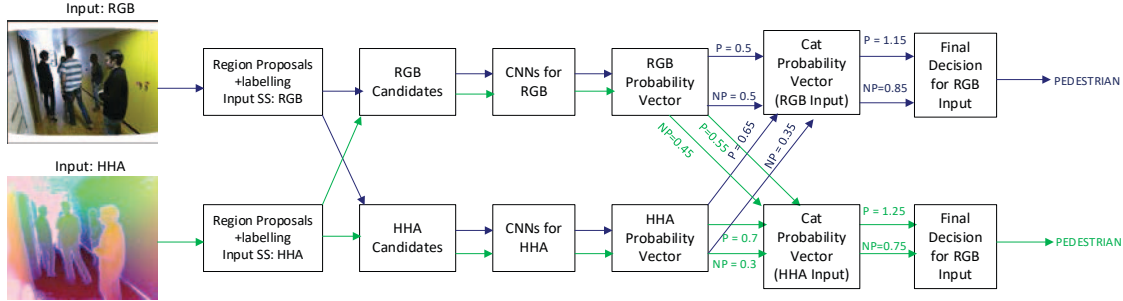 Input: RGB
Region Proposals
+labelling
Input SS: RGB
RGB
Candidates
CNNs for
RGB
RGB
Probability
Vector
P = 0.5
NP = 0.5
Cat
Probability
Vector
(RGB Input)
P = 1.15
NP=0.85
Final
Decision
for RGB
Input
PEDESTRIAN
NP=0.45
P=0.55
P = 0.65
NP = 0.35
Input: HHA
Region Proposals
+labelling
Input SS: HHA
HHA
Candidates
CNNs for
HHA
HHA
Probability
Vector
P = 0.7
NP = 0.3
Cat
Probability
Vector
(HHA Input)
P = 1.25
NP=0.75
Final
Decision
for RGB
Input
PEDESTRIAN